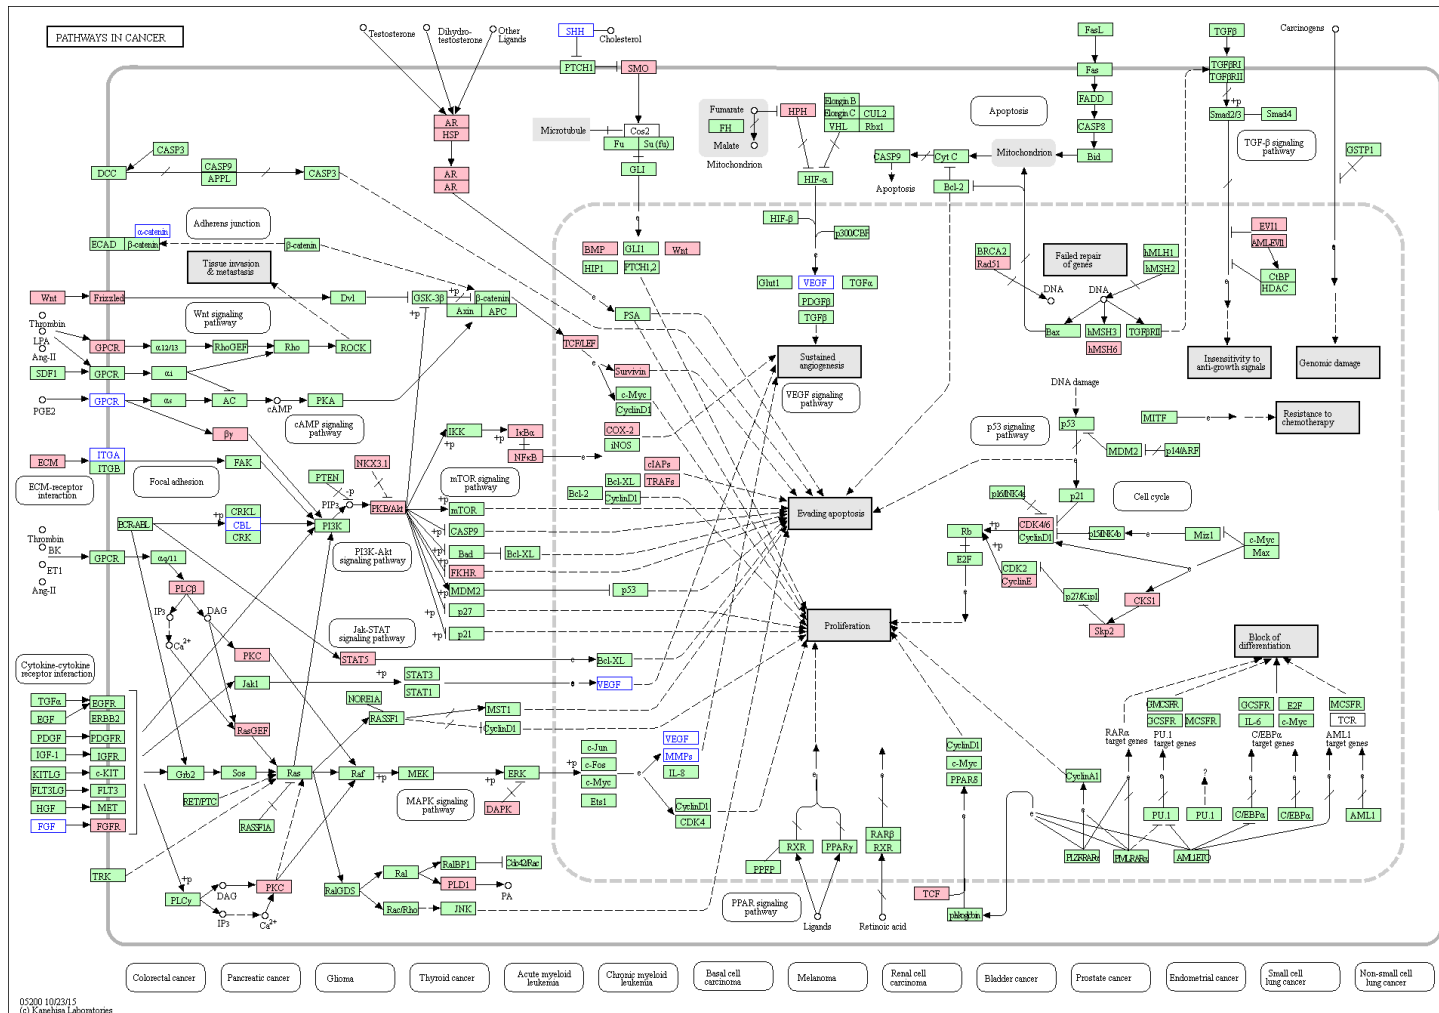 PATHWAYS IN CANCER
Testosterone
Dihydro-
testosterone
Other
Ligands
SHH
Cholesterol
PTCH1
SMO
AR
HSP
AR
AR
Microtubule
Cos2
Fu
Su (fu)
GLI
Fumarate
FH
Malate
Mitochondrion
HPH
Elongin B
Elongin C
CUL2
VHL
Rbx1
HIF-α
FasL
Fas
FADD
CASP8
Bid
Apoptosis
Mitochondrion
Cyt C
CASP9
Apoptosis
Bcl-2
TGFβ
TGFβRI
TGFβRII
+p
Smad2/3
Smad4
TGF-β signaling
pathway
Carcinogens
GSTP1
CASP3
DCC
CASP9
APPL
CASP3
Adherens junction
α-catenin
ECAD
β-catenin
β-catenin
Tissue invasion
& metastasis
HIF-β
p300/CBP
BMP
GLI1
Wnt
HIP1
PTCH1,2
Glut1
VEGF
TGFα
PDGFβ
TGFβ
BRCA2
Rad51
DNA
Failed repair
of genes
hMLH1
hMSH2
DNA
Bax
hMSH3
TGFβRII
hMSH6
EVI1
AML-EVI1
CtBP
HDAC
Wnt
Frizzled
Dvl
GSK-3β
β-catenin
Axin
APC
+p
+p
Wnt signaling
pathway
Thrombin
LPA
Ang-II
GPCR
α12/13
RhoGEF
Rho
ROCK
SDF1
GPCR
αi
PGE2
GPCR
αs
AC
cAMP
PKA
cAMP signaling
pathway
βγ
PSA
TCF/LEF
Survivin
c-Myc
CyclinD1
Sustained
angiogenesis
VEGF signaling
pathway
Insensitivity to
anti-growth signals
Genomic damage
DNA damage
p53
p53 signaling
pathway
MDM2
p14/ARF
MITF
Resistance to
chemotherapy
COX-2
iNOS
IKK
IκBα
NFκB
+p
+p
mTOR signaling
pathway
ECM
ITGA
ITGB
FAK
Focal adhesion
ECM-receptor
interaction
NKX3.1
PTEN
PIP3
-p
PKB/Akt
PI3K
PI3K-Akt
signaling pathway
BCR-ABL
+p
CRKL
CBL
CRK
cIAPs
TRAFs
Bcl-XL
Bcl-2
CyclinD1
mTOR
CASP9
Bad
Bcl-XL
FKHR
MDM2
p53
p27
p21
+p
+p
+p
+p
+p
+p
Evading apoptosis
p21
p16/INK4a
Cell cycle
CDK4/6
CyclinD1
p15/INK4b
Miz1
c-Myc
Max
Rb
+p
+p
E2F
CDK2
CyclinE
p27/Kip1
CKS1
Skp2
Thrombin
BK
ET1
Ang-II
GPCR
αq/11
PLCβ
IP3
DAG
Ca2+
PKC
Jak-STAT
signaling pathway
STAT5
Bcl-XL
Proliferation
Block of
differentiation
Cytokine-cytokine
receptor interaction
Jak1
STAT3
STAT1
VEGF
TGFα
EGFR
EGF
ERBB2
PDGF
PDGFR
IGF-1
IGFR
KITLG
c-KIT
FLT3LG
FLT3
HGF
MET
FGF
FGFR
NORE1A
RASSF1
MST1
CyclinD1
RasGEF
Grb2
Sos
Ras
Raf
+p
MEK
+p
ERK
+p
DAPK
RET/PTC
RASSF1A
MAPK signaling
pathway
c-Jun
c-Fos
c-Myc
Ets1
VEGF
MMPs
IL-8
CyclinD1
CDK4
CyclinD1
c-Myc
PPARδ
CyclinA1
GMCSFR
GCSFR
MCSFR
GCSFR
E2F
IL-6
c-Myc
MCSFR
TCR
RARα
target genes
PU.1
target genes
C/EBPα
target genes
AML1
target genes
?
PU.1
PU.1
C/EBPα
C/EBPα
AML1
PLZF-RARα
PML-RARα
AML1-ETO
RXR
PPARγ
PPFP
RARβ
RXR
TCF
plakoglobin
PPAR signaling
pathway
Ligands
Retinoic acid
TRK
+p
PLCγ
DAG
IP3
Ca2+
PKC
RalGDS
Ral
RalBP1
Cdc42/Rac
PLD1
PA
Rac/Rho
JNK
Colorectal cancer
Pancreatic cancer
Glioma
Thyroid cancer
Acute myeloid
leukemia
Chronic myeloid
leukemia
Basal cell
carcinoma
Melanoma
Renal cell
carcinoma
Bladder cancer
Prostate cancer
Endometrial cancer
Small cell
lung cancer
Non-small cell
lung cancer
05200 10/23/15
(c) Kanehisa Laboratories